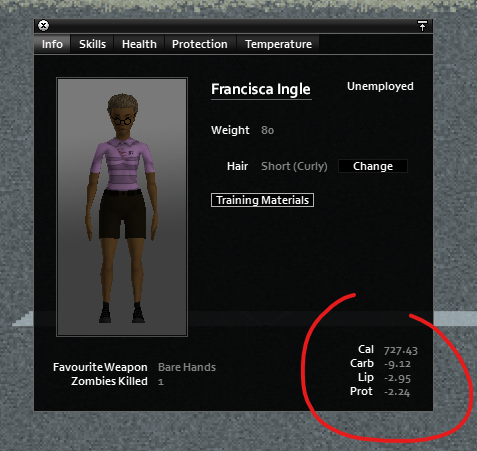 Info Skills Health Protection Temperature
Francisca Ingle Unemployed
Weight 80
Hair Short (Curly) Change
Training Materials
Favourite Weapon Bare Hands
Zombies Killed 1
Cal 727.43
Carb -9.12
Lip -2.95
Prot -2.24